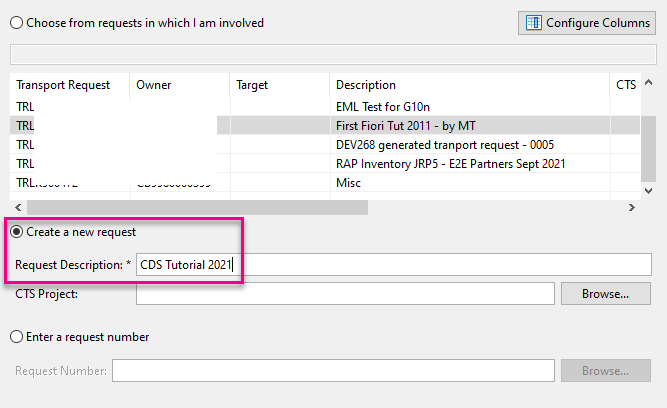 Choose from requests in which I am involved
Configure Columns
Transport Request Owner Target Description CTS
TRL EML Test for G10n
TRL First Fiori Tut 2011 - by MT
TRL DEV268 generated tranport request - 0005
TRL RAP Inventory JRP5 - E2E Partners Sept 2021
Misc
Create a new request
Request Description: * CDS Tutorial 2021
CTS Project: Browse...
Enter a request number
Request Number: Browse...